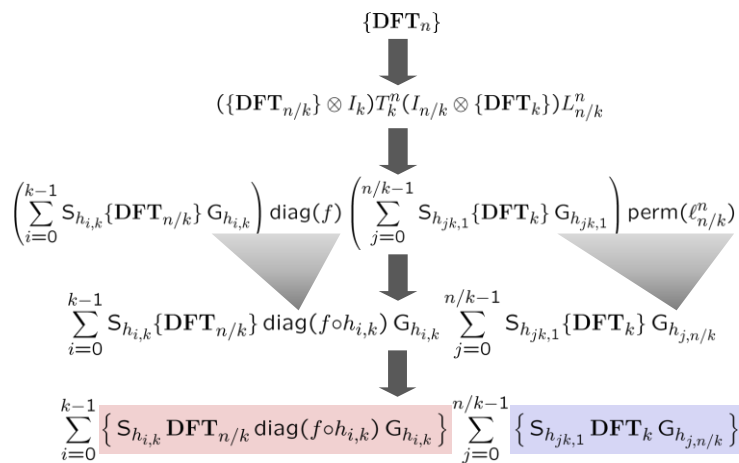 {DFT_n}
({DFT_{n/k}} ⊗ I_k)T_k^n(I_{n/k} ⊗ {DFT_k})L_{n/k}^n
(∑_{i=0}^{k−1} S_{h_{i,k}}{DFT_{n/k}} G_{h_{i,k}}) diag(f) (∑_{j=0}^{n/k−1} S_{h_{jk,1}}{DFT_k} G_{h_{jk,1}}) perm(ℓ_{n/k}^n)
∑_{i=0}^{k−1} S_{h_{i,k}}{DFT_{n/k}} diag(f∘h_{i,k}) G_{h_{i,k}} ∑_{j=0}^{n/k−1} S_{h_{jk,1}}{DFT_k} G_{h_{j,n/k}}
∑_{i=0}^{k−1} {S_{h_{i,k}} DFT_{n/k} diag(f∘h_{i,k}) G_{h_{i,k}}} ∑_{j=0}^{n/k−1} {S_{h_{jk,1}} DFT_k G_{h_{j,n/k}}}